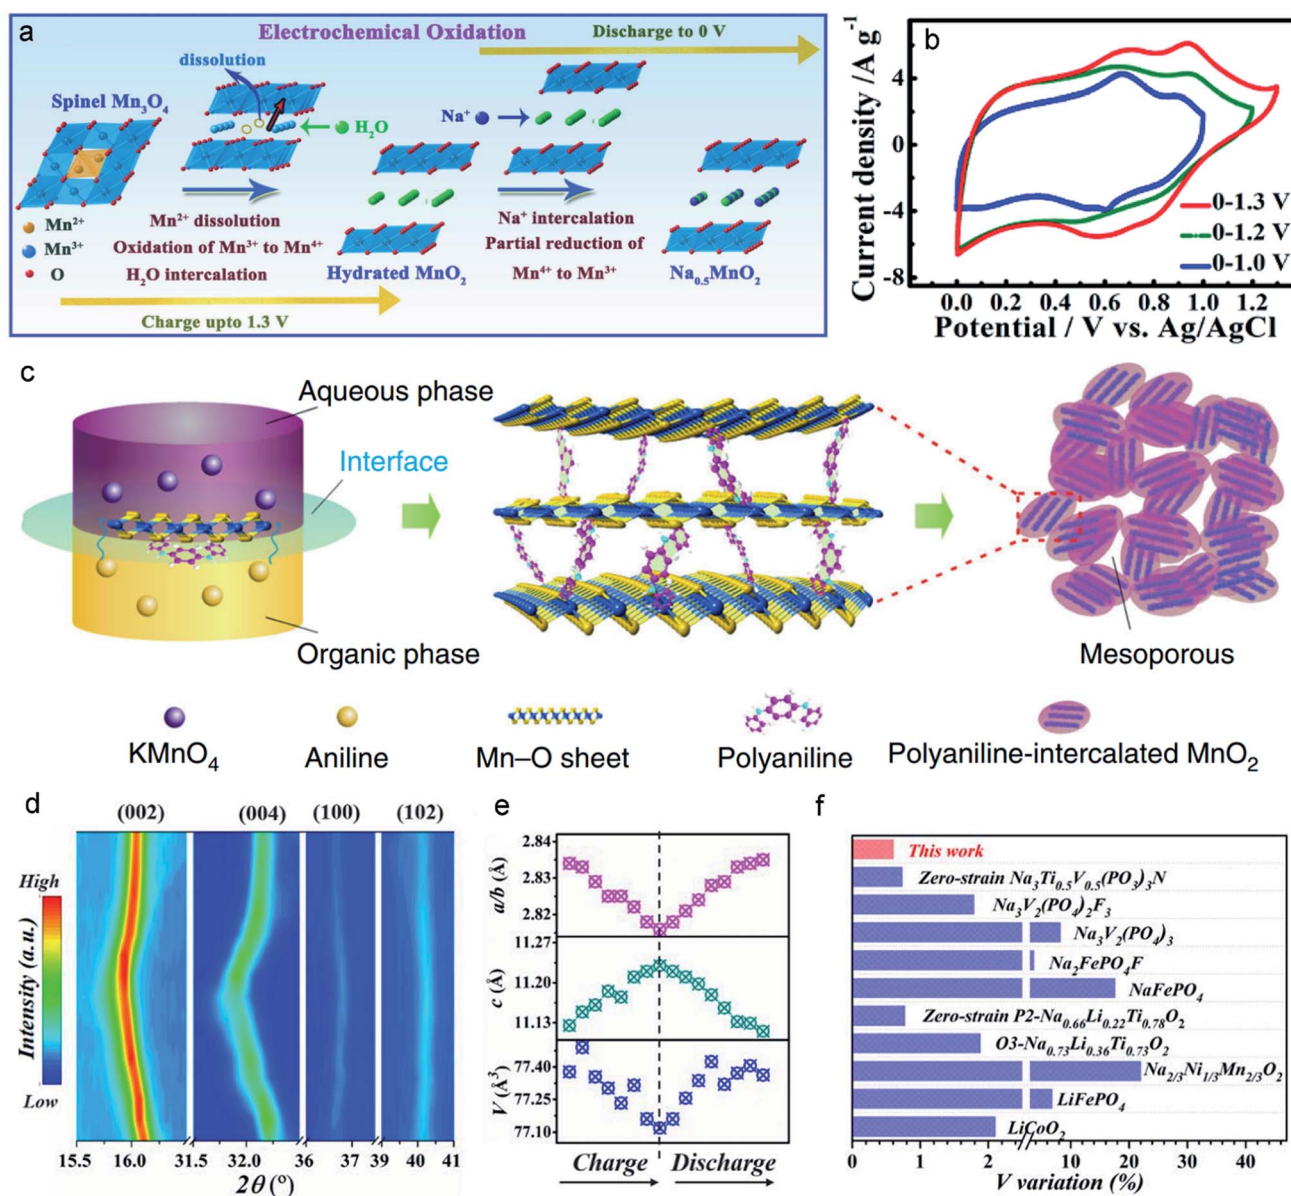 a
Electrochemical Oxidation
Discharge to 0 V
dissolution
Spinel Mn₃O₄
H₂O
Na⁺
Mn²⁺
Mn³⁺
O
Mn²⁺ dissolution
Oxidation of Mn³⁺ to Mn⁴⁺
H₂O intercalation
Hydrated MnO₂
Na⁺ intercalation
Partial reduction of
Mn⁴⁺ to Mn³⁺
Na₀.₅MnO₂
Charge upto 1.3 V
b
Current density /A g⁻¹
4
0
-4
-8
0-1.3 V
0-1.2 V
0-1.0 V
0.0 0.2 0.4 0.6 0.8 1.0 1.2
Potential / V vs. Ag/AgCl
c
Aqueous phase
Interface
Organic phase
Mesoporous
KMnO₄
Aniline
Mn–O sheet
Polyaniline
Polyaniline-intercalated MnO₂
d
(002) (004) (100) (102)
High
Intensity (a.u.)
Low
15.5 16.0 31.5 32.0 36 37 39 40 41
2θ (°)
e
a/b (Å)
2.84
2.83
2.82
c (Å)
11.27
11.20
11.13
V (Å³)
77.40
77.25
77.10
Charge Discharge
f
This work
Zero-strain Na₃Ti₀.₅V₀.₅(PO₃)₃N
Na₃V₂(PO₄)₂F₃
Na₃V₂(PO₄)₃
Na₂FePO₄F
NaFePO₄
Zero-strain P2-Na₀.₆₆Li₀.₂₂Ti₀.₇₈O₂
O3-Na₀.₇₃Li₀.₃₆Ti₀.₇₃O₂
Na₂/₃Ni₁/₃Mn₂/₃O₂
LiFePO₄
LiCoO₂
0 1 2 10 20 30 40
V variation (%)